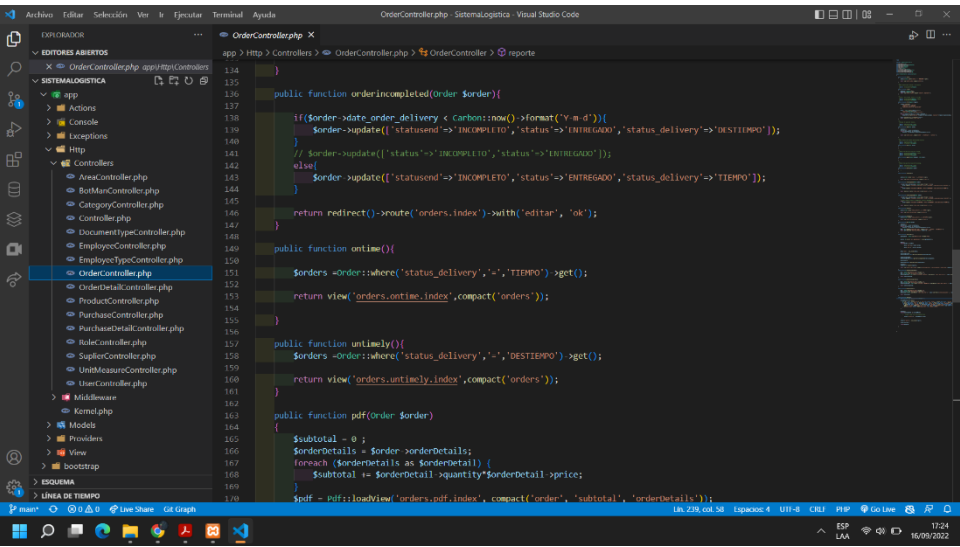 Archivo Editar Selección Ver Ir Ejecutar Terminal Ayuda
OrderController.php - SistemaLogistica - Visual Studio Code
EXPLORADOR
EDITORES ABIERTOS
OrderController.php app\Http\Controllers
SISTEMALOGISTICA
app
Actions
Console
Exceptions
Http
Controllers
AreaController.php
BotManController.php
CategoryController.php
Controller.php
DocumentTypeController.php
EmployeeController.php
EmployeeTypeController.php
OrderController.php
OrderDetailController.php
ProductController.php
PurchaseController.php
PurchaseDetailController.php
RoleController.php
SuplierController.php
UnitMeasureController.php
UserController.php
Middleware
Kernel.php
Models
Providers
View
bootstrap
ESQUEMA
LÍNEA DE TIEMPO
OrderController.php
app > Http > Controllers > OrderController.php > OrderController > reporte
134 }
135
136 public function orderincompleted(Order $order){
137
138 if($order->date_order_delivery < Carbon::now()->format('Y-m-d')){
139 $order->update(['statusend'=>'INCOMPLETO','status'=>'ENTREGADO','status_delivery'=>'DESTIEMPO']);
140 }
141 // $order->update(['status'=>'INCOMPLETO','status'=>'ENTREGADO']);
142 else{
143 $order->update(['statusend'=>'INCOMPLETO','status'=>'ENTREGADO','status_delivery'=>'TIEMPO']);
144 }
145
146 return redirect()->route('orders.index')->with('editar', 'ok');
147 }
148
149 public function ontime(){
150
151 $orders =Order::where('status_delivery','=','TIEMPO')->get();
152
153 return view('orders.ontime.index',compact('orders'));
154
155 }
156
157 public function untimely(){
158 $orders =Order::where('status_delivery','=','DESTIEMPO')->get();
159
160 return view('orders.untimely.index',compact('orders'));
161 }
162
163 public function pdf(Order $order)
164 {
165 $subtotal = 0 ;
166 $orderDetails = $order->orderDetails;
167 foreach ($orderDetails as $orderDetail) {
168 $subtotal += $orderDetail->quantity*$orderDetail->price;
169 }
170 $pdf = Pdf::loadView('orders.pdf.index', compact('order', 'subtotal', 'orderDetails'));
main* 0 0 Live Share Git Graph
Lín. 239, col. 58 Espacios: 4 UTF-8 CRLF PHP Go Live
ESP
LAA
17:24
16/09/2022